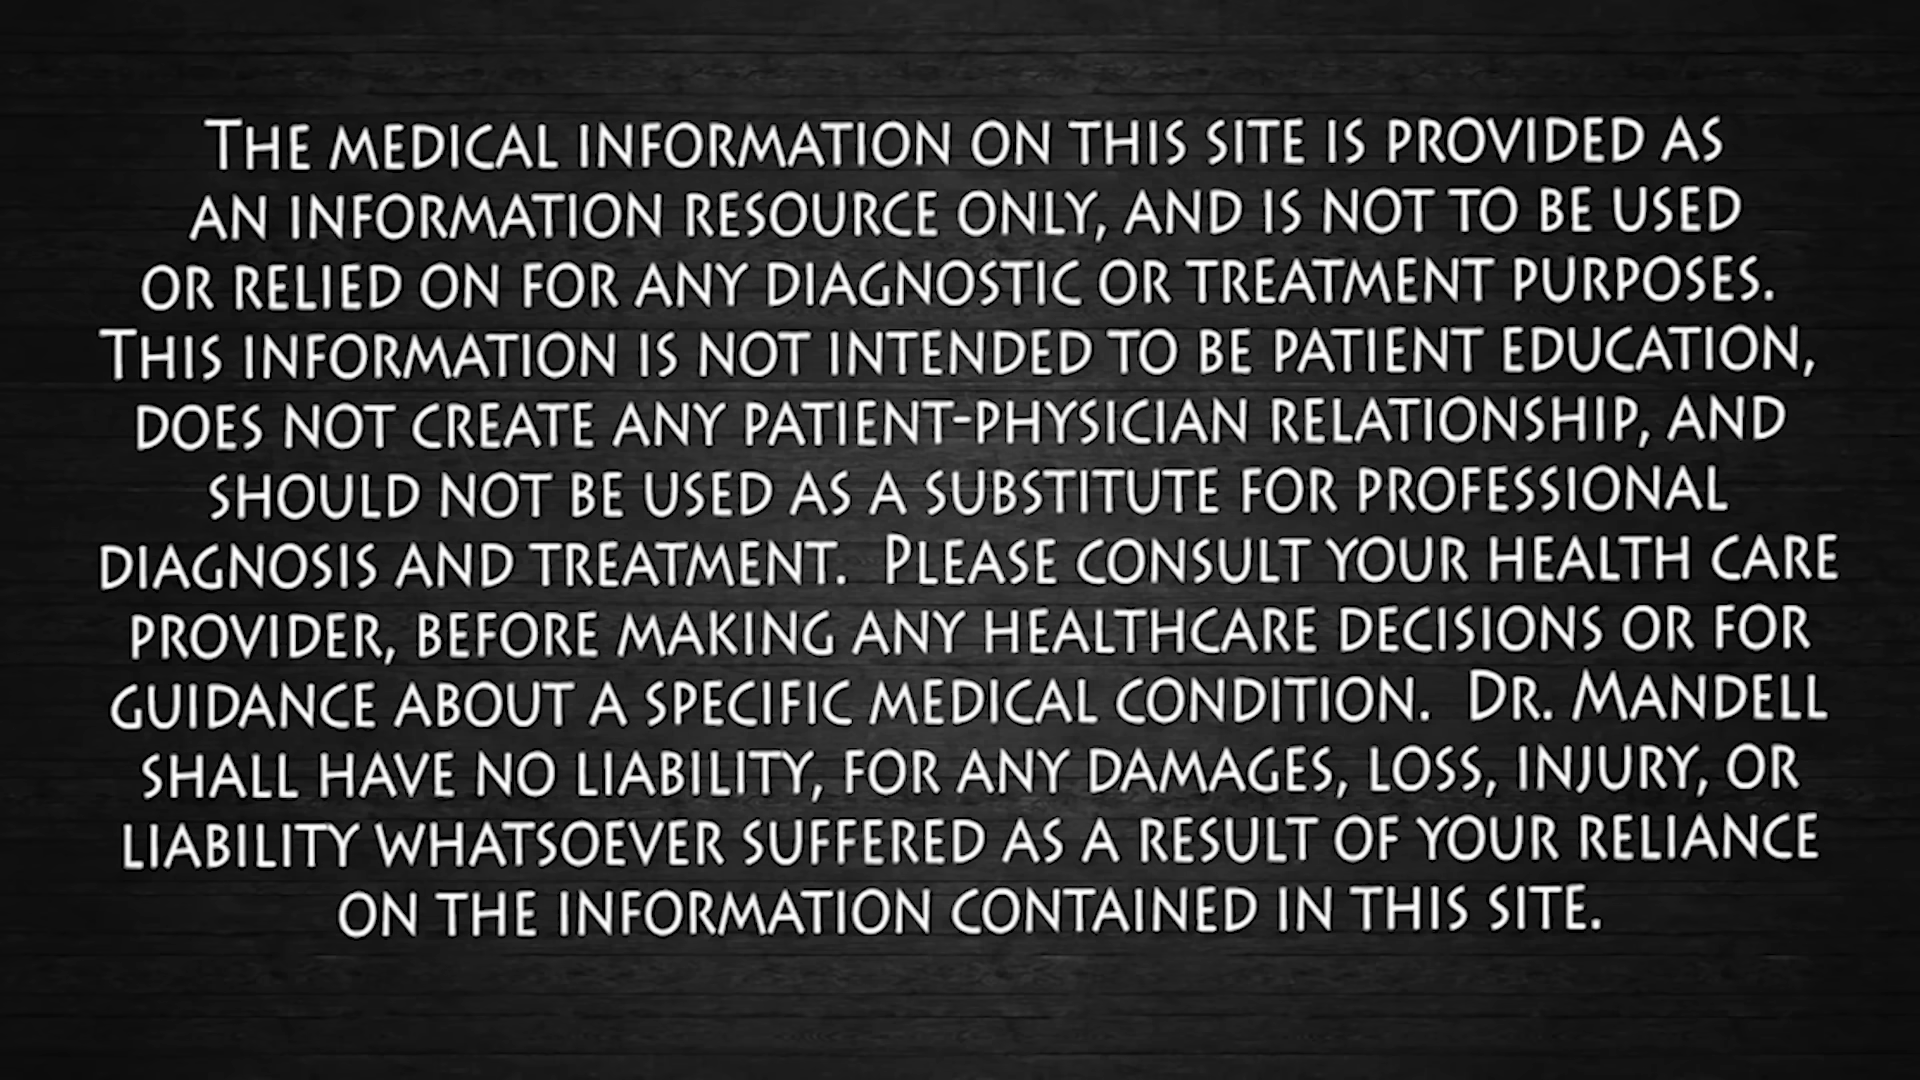 The medical information on this site is provided as
an information resource only, and is not to be used
or relied on for any diagnostic or treatment purposes.
This information is not intended to be patient education,
does not create any patient-physician relationship, and
should not be used as a substitute for professional
diagnosis and treatment.  Please consult your health care
provider, before making any healthcare decisions or for
guidance about a specific medical condition.  Dr. Mandell
shall have no liability, for any damages, loss, injury, or
liability whatsoever suffered as a result of your reliance
on the information contained in this site.